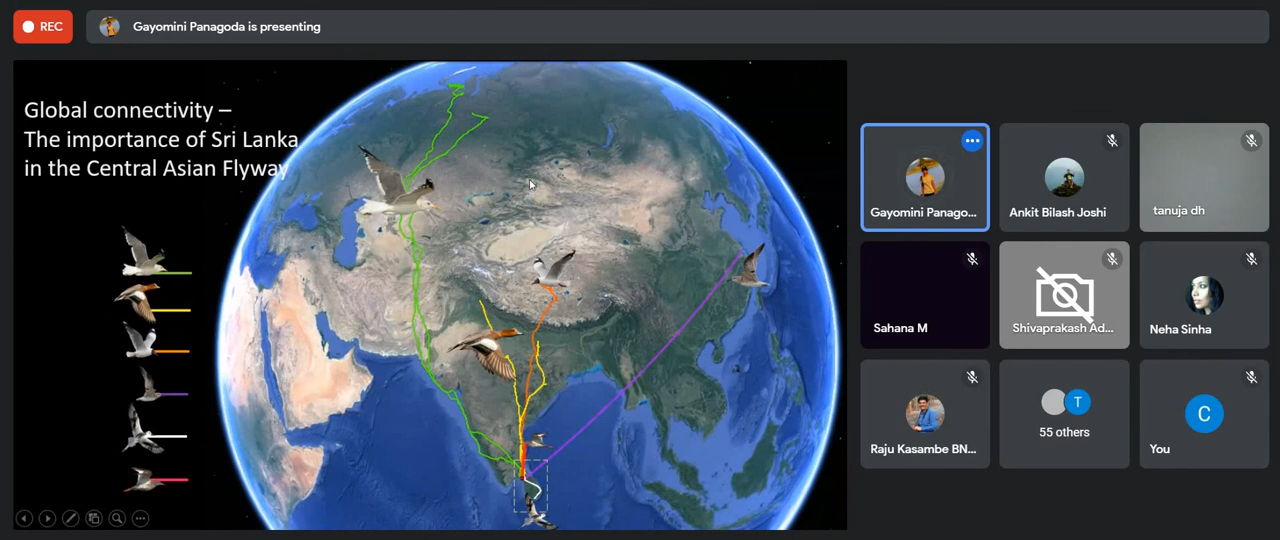 REC
Gayomini Panagoda is presenting
Global connectivity –
The importance of Sri Lanka
in the Central Asian Flyway
Gayomini Panago...
Ankit Bilash Joshi
tanuja dh
Sahana M
Shivaprakash Ad...
Neha Sinha
Raju Kasambe BN...
T
55 others
C
You